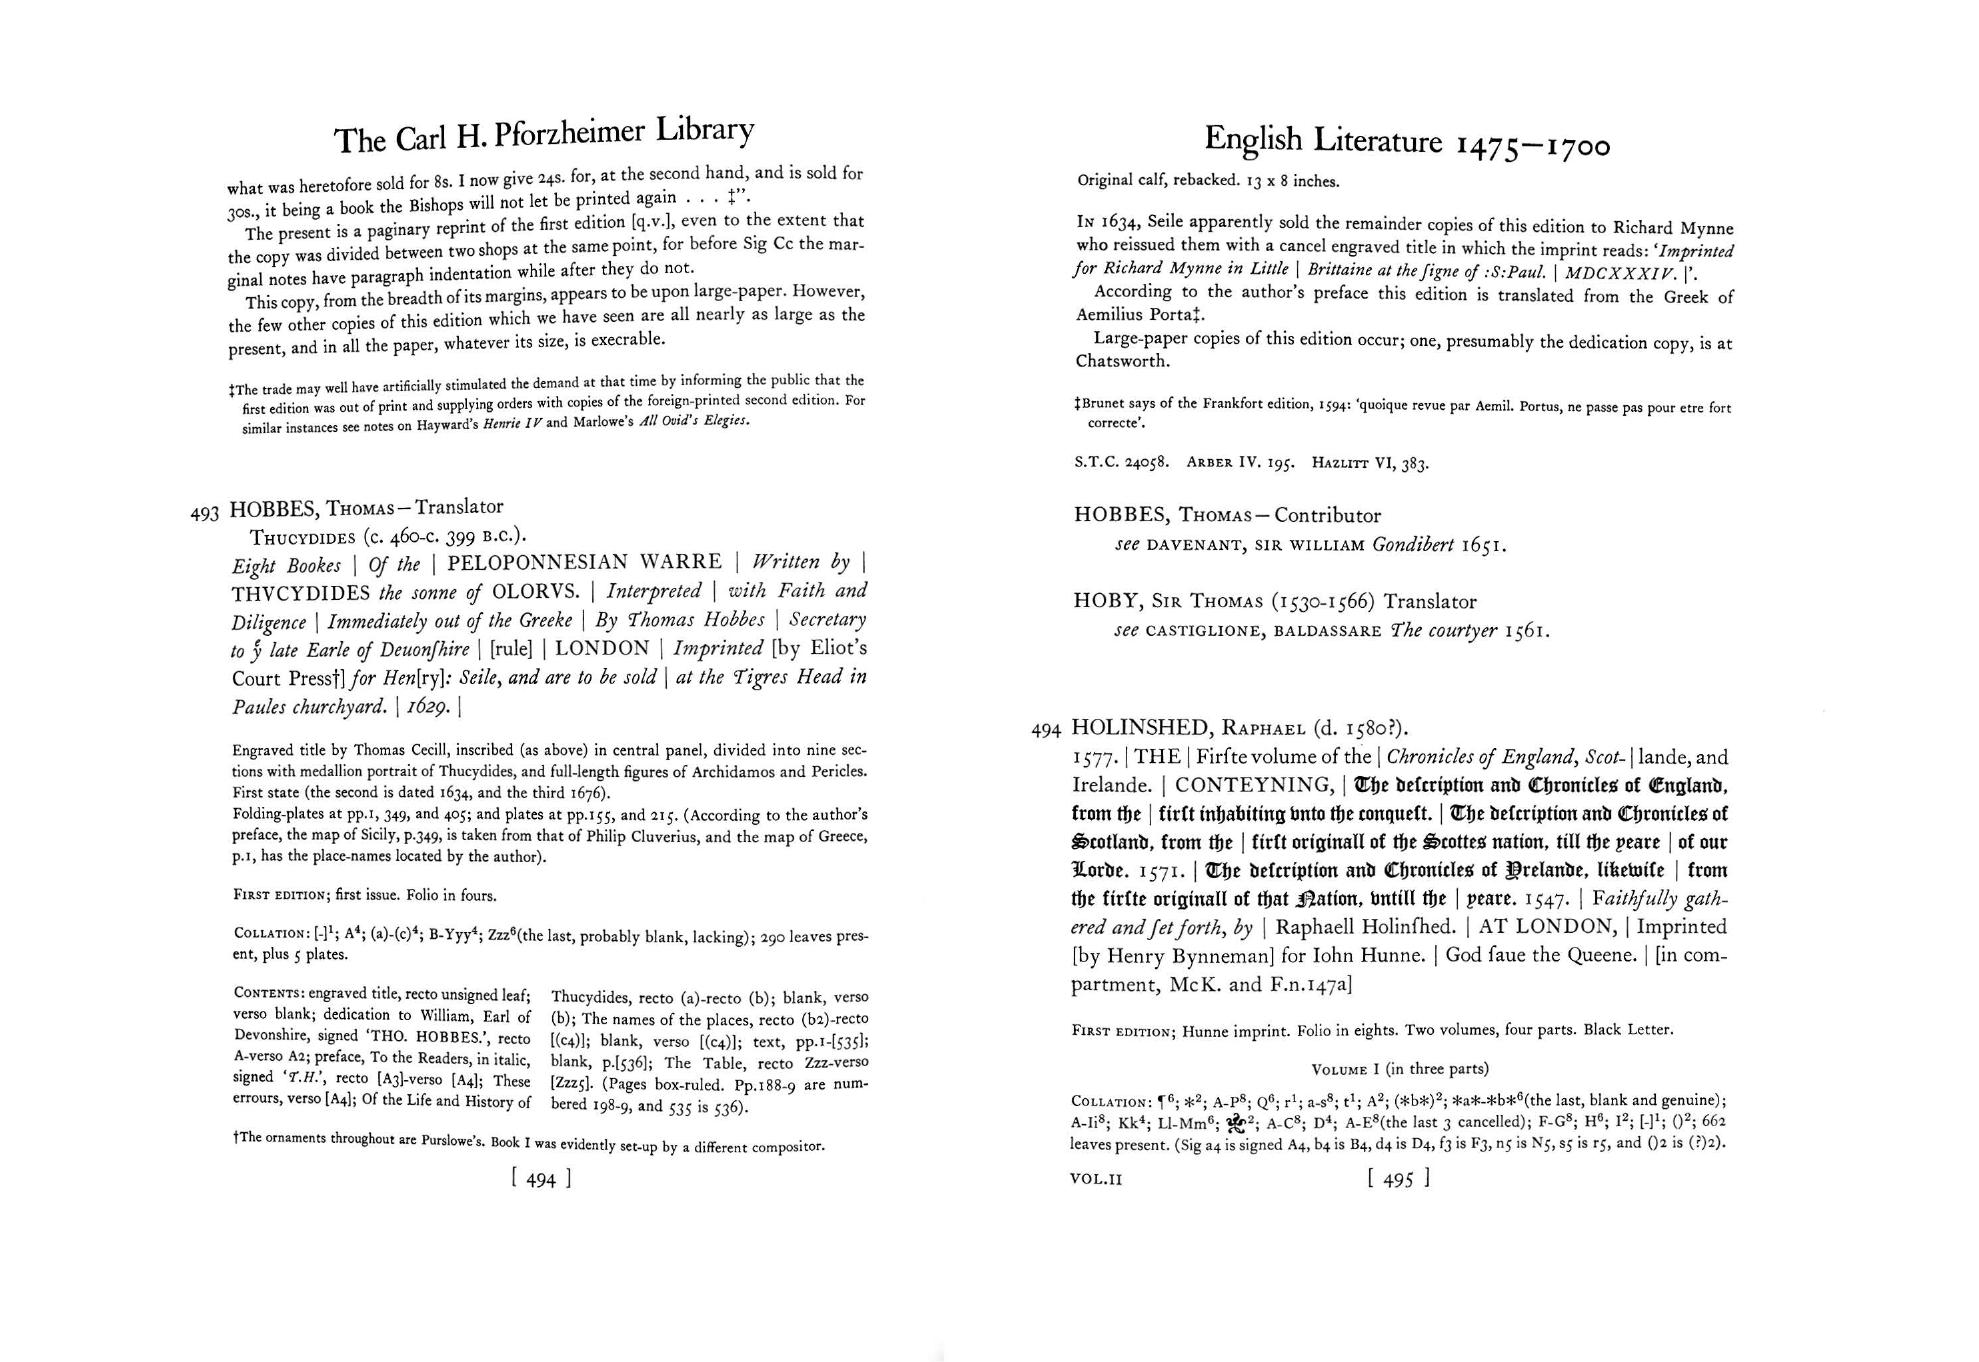 The Carl H. Pforzheimer Library
what was heretofore sold for 8s. I now give 24s. for, at the second hand, and is sold for
30s., it being a book the Bishops will not let be printed again . . . ‡”.
The present is a paginary reprint of the first edition [q.v.], even to the extent that
the copy was divided between two shops at the same point, for before Sig Cc the mar-
ginal notes have paragraph indentation while after they do not.
This copy, from the breadth of its margins, appears to be upon large-paper. However,
the few other copies of this edition which we have seen are all nearly as large as the
present, and in all the paper, whatever its size, is execrable.
‡The trade may well have artificially stimulated the demand at that time by informing the public that the
first edition was out of print and supplying orders with copies of the foreign-printed second edition. For
similar instances see notes on Hayward's Henrie IV and Marlowe's All Ovid's Elegies.
493 HOBBES, THOMAS—Translator
THUCYDIDES (c. 460-c. 399 B.C.).
Eight Bookes | Of the | PELOPONNESIAN WARRE | Written by |
THVCYDIDES the sonne of OLORVS. | Interpreted | with Faith and
Diligence | Immediately out of the Greeke | By Thomas Hobbes | Secretary
to yͤ late Earle of Deuonſhire | [rule] | LONDON | Imprinted [by Eliot's
Court Press†] for Hen[ry]: Seile, and are to be sold | at the Tigres Head in
Paules churchyard. | 1629. |
Engraved title by Thomas Cecill, inscribed (as above) in central panel, divided into nine sec-
tions with medallion portrait of Thucydides, and full-length figures of Archidamos and Pericles.
First state (the second is dated 1634, and the third 1676).
Folding-plates at pp.1, 349, and 405; and plates at pp.155, and 215. (According to the author's
preface, the map of Sicily, p.349, is taken from that of Philip Cluverius, and the map of Greece,
p.1, has the place-names located by the author).
FIRST EDITION; first issue. Folio in fours.
COLLATION: [-]¹; A⁴; (a)-(c)⁴; B-Yyy⁴; Zzz⁶(the last, probably blank, lacking); 290 leaves pres-
ent, plus 5 plates.
CONTENTS: engraved title, recto unsigned leaf;
verso blank; dedication to William, Earl of
Devonshire, signed ‘THO. HOBBES.’, recto
A-verso A2; preface, To the Readers, in italic,
signed ‘T.H.’, recto [A3]-verso [A4]; These
errours, verso [A4]; Of the Life and History of
Thucydides, recto (a)-recto (b); blank, verso
(b); The names of the places, recto (b2)-recto
[(c4)]; blank, verso [(c4)]; text, pp.1-[535];
blank, p.[536]; The Table, recto Zzz-verso
[Zzz5]. (Pages box-ruled. Pp.188-9 are num-
bered 198-9, and 535 is 536).
†The ornaments throughout are Purslowe's. Book I was evidently set-up by a different compositor.
[ 494 ]
English Literature 1475—1700
Original calf, rebacked. 13 x 8 inches.
IN 1634, Seile apparently sold the remainder copies of this edition to Richard Mynne
who reissued them with a cancel engraved title in which the imprint reads: ‘Imprinted
for Richard Mynne in Little | Brittaine at the ſigne of :S:Paul. | MDCXXXIV. |’.
According to the author's preface this edition is translated from the Greek of
Aemilius Porta‡.
Large-paper copies of this edition occur; one, presumably the dedication copy, is at
Chatsworth.
‡Brunet says of the Frankfort edition, 1594: ‘quoique revue par Aemil. Portus, ne passe pas pour etre fort
correcte’.
S.T.C. 24058. ARBER IV. 195. HAZLITT VI, 383.
HOBBES, THOMAS—Contributor
see DAVENANT, SIR WILLIAM Gondibert 1651.
HOBY, SIR THOMAS (1530-1566) Translator
see CASTIGLIONE, BALDASSARE The courtyer 1561.
494 HOLINSHED, RAPHAEL (d. 1580?).
1577. | THE | Firſte volume of the | Chronicles of England, Scot- | lande, and
Irelande. | CONTEYNING, | The deſcription and Chronicles of England,
from the | firſt inhabiting vnto the conqueſt. | The deſcription and Chronicles of
Scotland, from the | firſt originall of the Scottes nation, till the yeare | of our
Lorde. 1571. | The deſcription and Chronicles of Yrelande, likewiſe | from
the firſte originall of that Nation, vntill the | yeare. 1547. | Faithfully gath-
ered and ſet forth, by | Raphaell Holinſhed. | AT LONDON, | Imprinted
[by Henry Bynneman] for Iohn Hunne. | God ſaue the Queene. | [in com-
partment, McK. and F.n.147a]
FIRST EDITION; Hunne imprint. Folio in eights. Two volumes, four parts. Black Letter.
VOLUME I (in three parts)
COLLATION: ¶⁶; *²; A-P⁸; Q⁶; r¹; a-s⁸; t¹; A²; (*b*)²; *a*-*b*⁶(the last, blank and genuine);
A-Ii⁸; Kk⁴; Ll-Mm⁶; ²; A-C⁸; D⁴; A-E⁸(the last 3 cancelled); F-G⁸; H⁶; I²; [-]¹; ()²; 662
leaves present. (Sig a4 is signed A4, b4 is B4, d4 is D4, f3 is F3, n5 is N5, s5 is r5, and ()2 is (?)2).
VOL.II
[ 495 ]